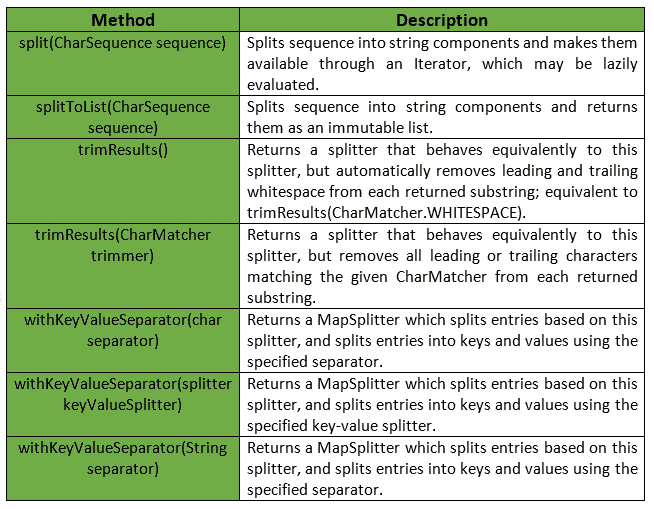 Method
Description
split(CharSequence sequence)
Splits sequence into string components and makes them
available through an Iterator, which may be lazily
evaluated.
splitToList(CharSequence
sequence)
Splits sequence into string components and returns
them as an immutable list.
trimResults()
Returns a splitter that behaves equivalently to this
splitter, but automatically removes leading and trailing
whitespace from each returned substring; equivalent to
trimResults(CharMatcher.WHITESPACE).
trimResults(CharMatcher
trimmer)
Returns a splitter that behaves equivalently to this
splitter, but removes all leading or trailing characters
matching the given CharMatcher from each returned
substring.
withKeyValueSeparator(char
separator)
Returns a MapSplitter which splits entries based on this
splitter, and splits entries into keys and values using the
specified separator.
withKeyValueSeparator(splitter
keyValueSplitter)
Returns a MapSplitter which splits entries based on this
splitter, and splits entries into keys and values using the
specified key-value splitter.
withKeyValueSeparator(String
separator)
Returns a MapSplitter which splits entries based on this
splitter, and splits entries into keys and values using the
specified separator.